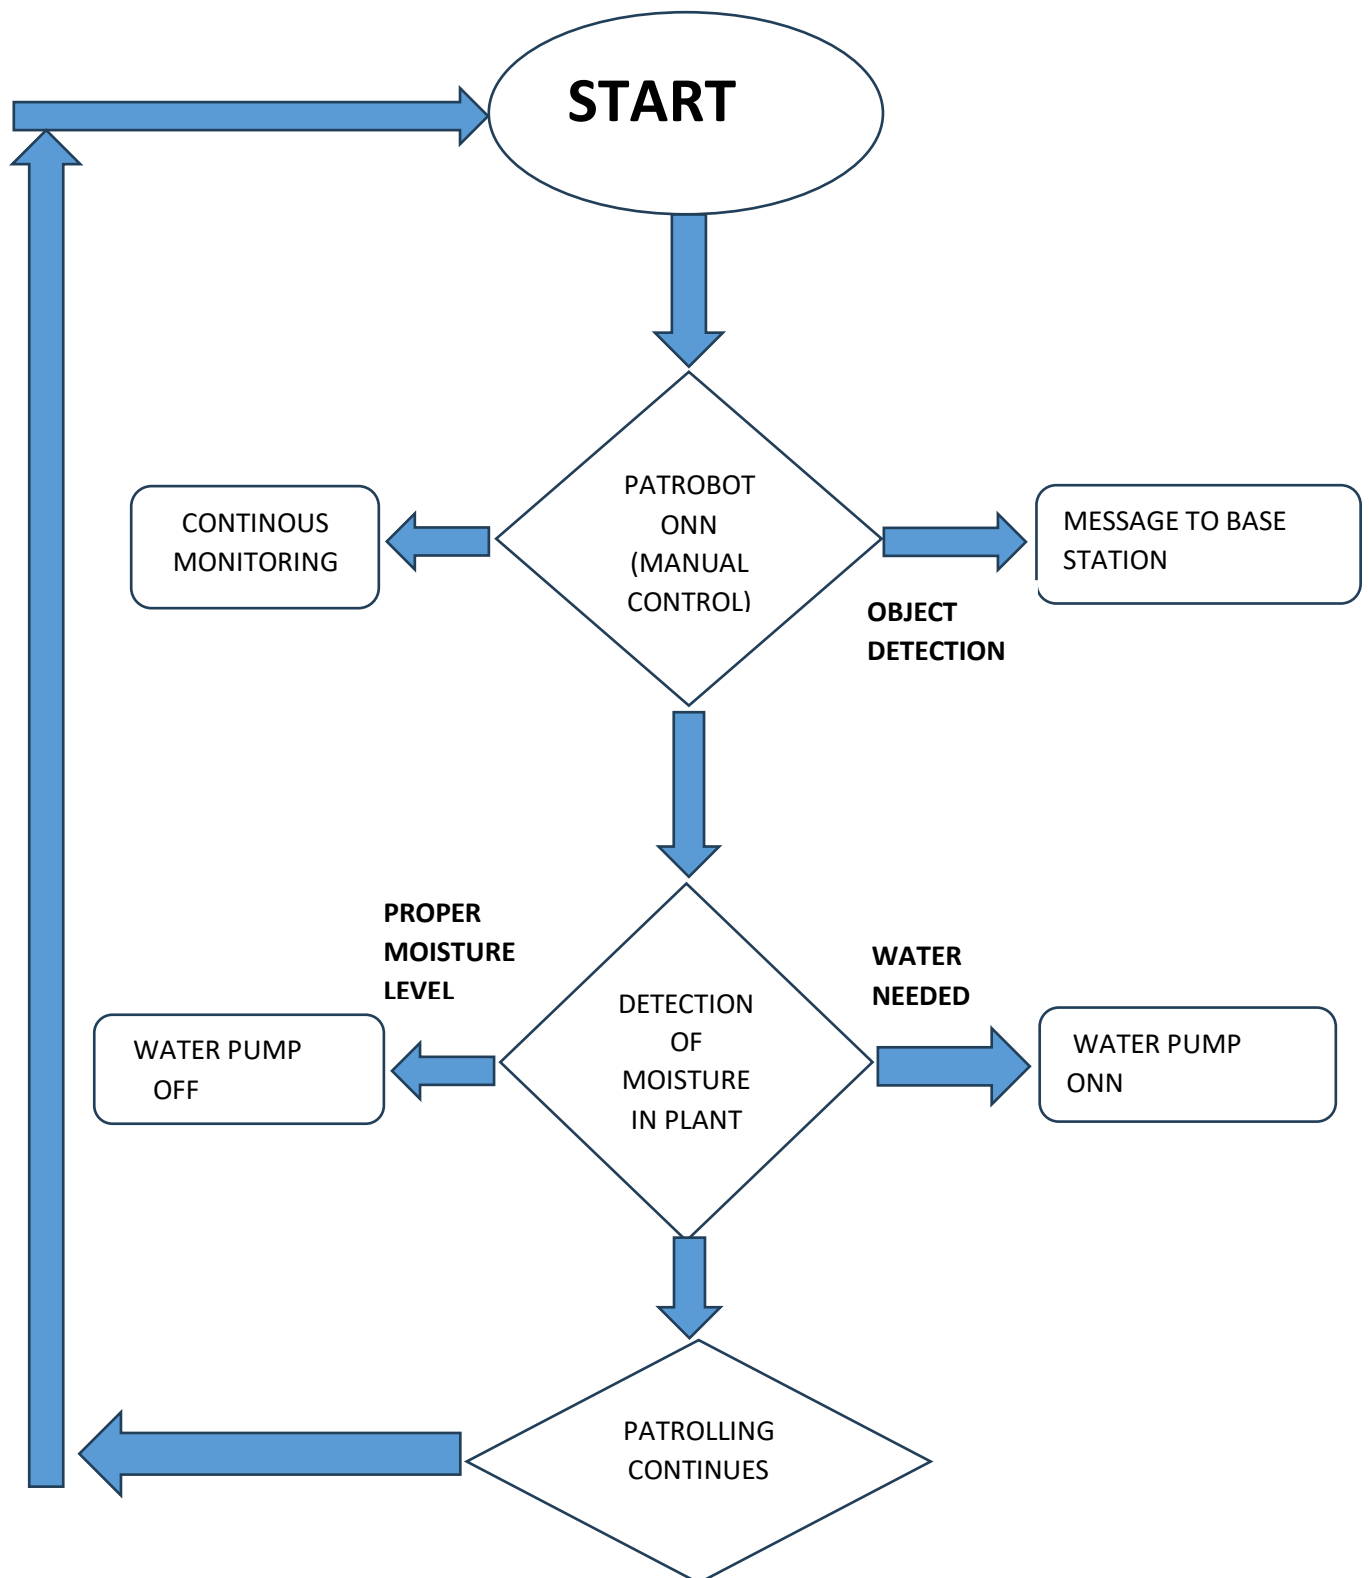 START
PATROBOT
ONN
(MANUAL
CONTROL)
CONTINOUS
MONITORING
MESSAGE TO BASE
STATION
OBJECT
DETECTION
PROPER
MOISTURE
LEVEL
WATER
NEEDED
DETECTION
OF
MOISTURE
IN PLANT
WATER PUMP
OFF
WATER PUMP
ONN
PATROLLING
CONTINUES